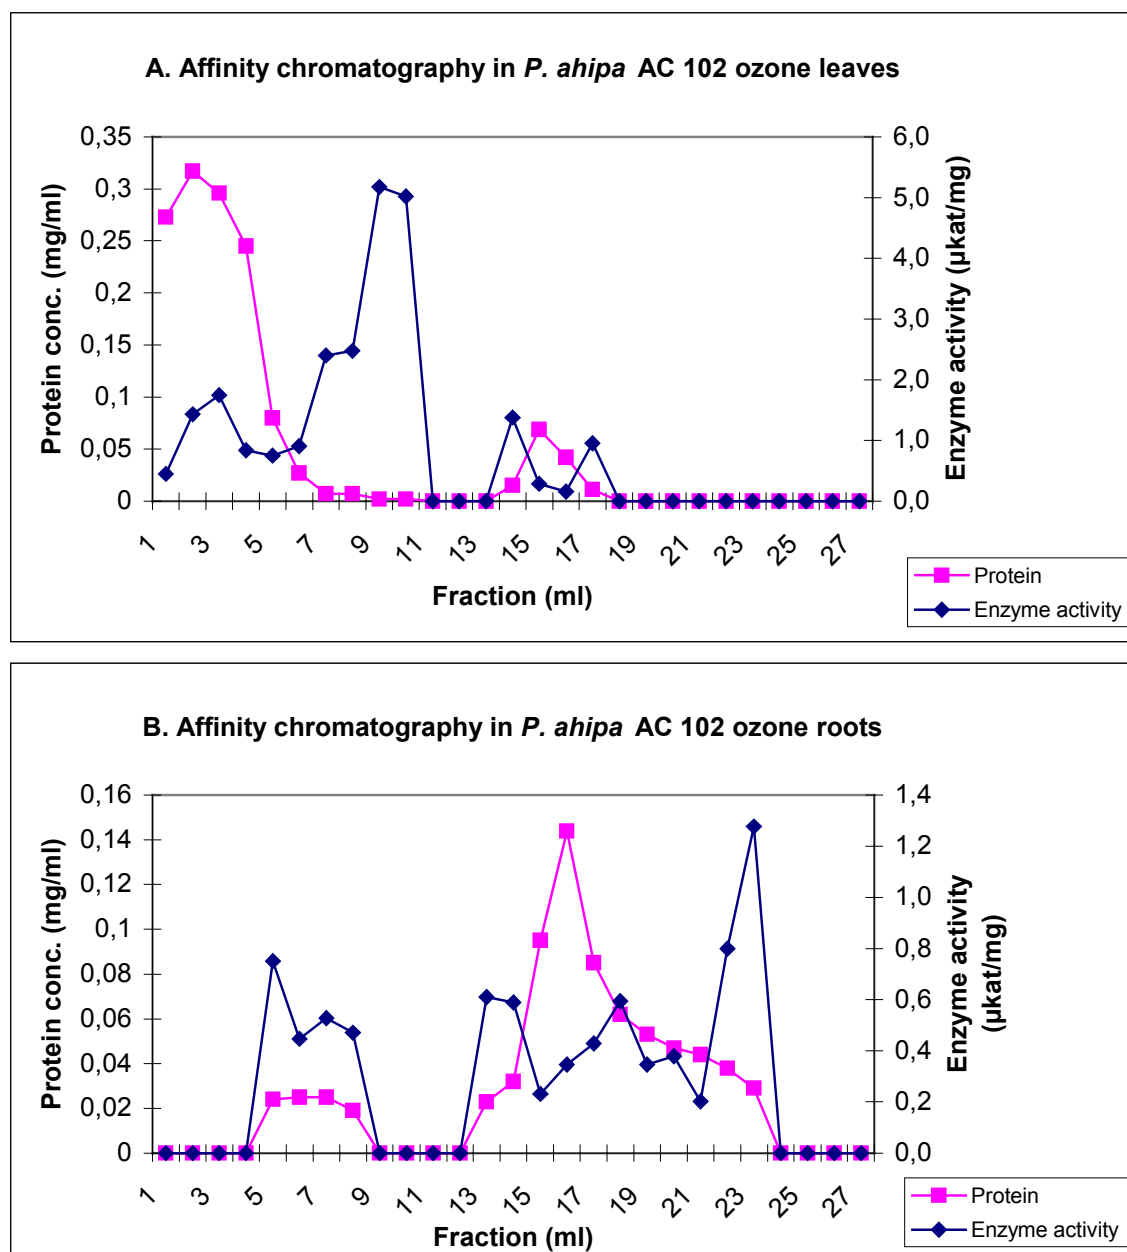 A. Affinity chromatography in P. ahipa AC 102 ozone leaves
Protein conc. (mg/ml)
0,35
0,3
0,25
0,2
0,15
0,1
0,05
0
6,0
5,0
4,0
3,0
2,0
1,0
0,0
Enzyme activity (µkat/mg)
1 3 5 7 9 11 13 15 17 19 21 23 25 27
Fraction (ml)
Protein
Enzyme activity
B. Affinity chromatography in P. ahipa AC 102 ozone roots
Protein conc. (mg/ml)
0,16
0,14
0,12
0,1
0,08
0,06
0,04
0,02
0
1,4
1,2
1,0
0,8
0,6
0,4
0,2
0,0
Enzyme activity
(µkat/mg)
1 3 5 7 9 11 13 15 17 19 21 23 25 27
Fraction (ml)
Protein
Enzyme activity